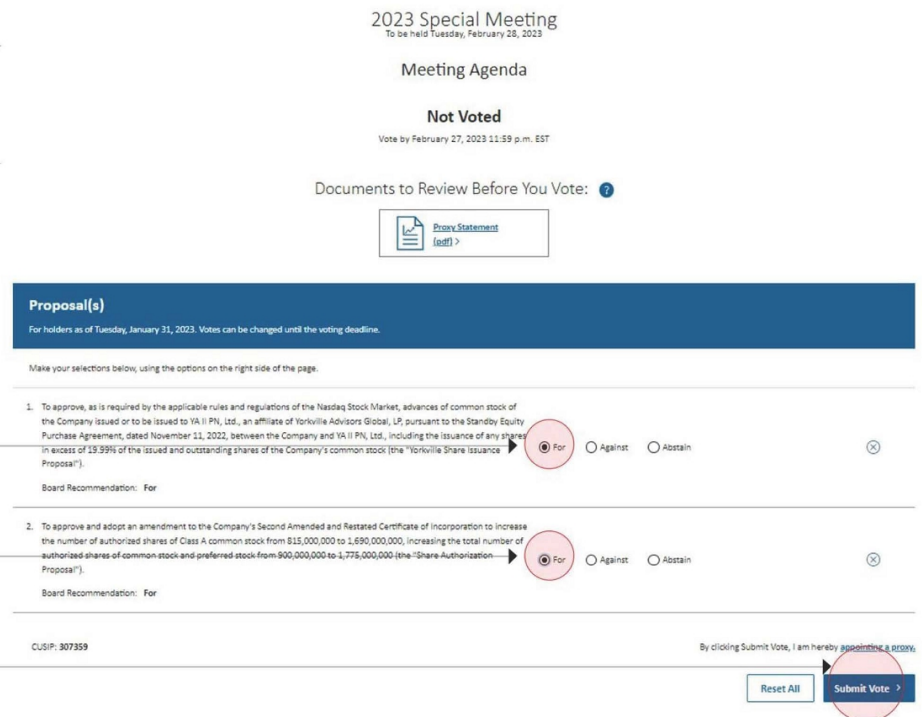 2023 Special Meeting
To be held Tuesday, February 28, 2023
Meeting Agenda
Not Voted
Vote by February 27, 2023 11:59 p.m. EST
Documents to Review Before You Vote: ?
Proxy Statement
(pdf) >
Proposal(s)
For holders as of Tuesday, January 31, 2023. Votes can be changed until the voting deadline.
Make your selections below, using the options on the right side of the page.
1. To approve, as is required by the applicable rules and regulations of the Nasdaq Stock Market, advances of common stock of
the Company issued or to be issued to YA II PN, Ltd., an affiliate of Yorkville Advisors Global, LP, pursuant to the Standby Equity
Purchase Agreement, dated November 11, 2022, between the Company and YA II PN, Ltd., including the issuance of any shares
in excess of 19.99% of the issued and outstanding shares of the Company's common stock (the "Yorkville Share Issuance
Proposal").
For Against Abstain
Board Recommendation: For
2. To approve and adopt an amendment to the Company's Second Amended and Restated Certificate of Incorporation to increase
the number of authorized shares of Class A common stock from 815,000,000 to 1,690,000,000, increasing the total number of
authorized shares of common stock and preferred stock from 900,000,000 to 1,775,000,000 (the "Share Authorization
Proposal").
For Against Abstain
Board Recommendation: For
CUSIP: 307359
By clicking Submit Vote, I am hereby appointing a proxy.
Reset All
Submit Vote >